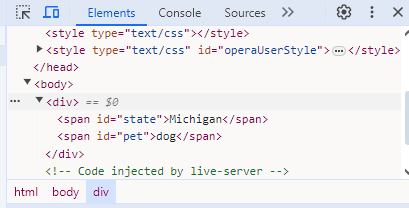 Elements Console Sources »
<style type="text/css"></style>
<style type="text/css" id="operaUserStyle">…</style>
</head>
<body>
… <div> == $0
<span id="state">Michigan</span>
<span id="pet">dog</span>
</div>
<!-- Code injected by live-server -->
html body div